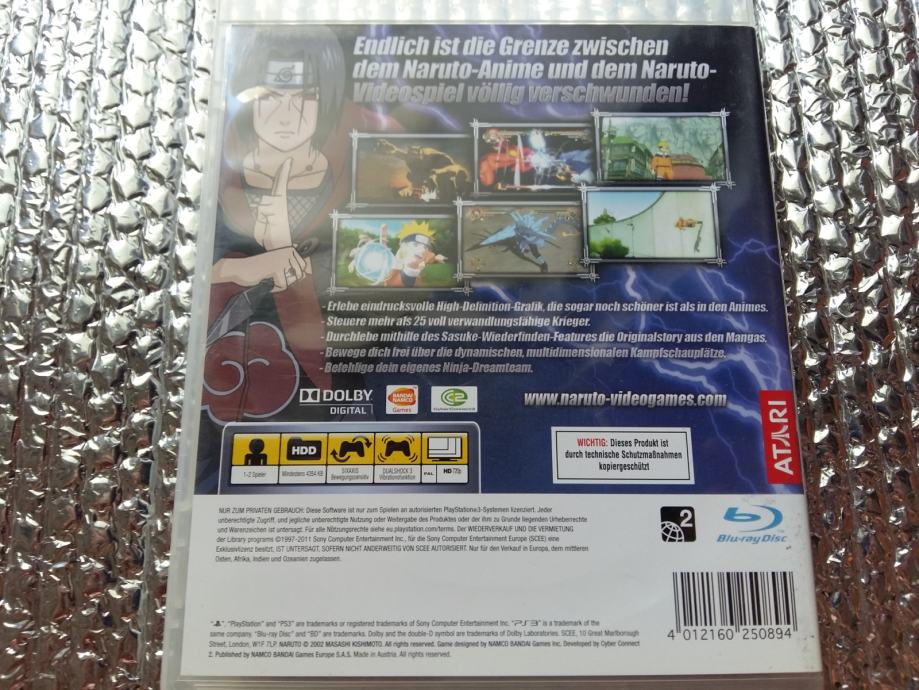 Endlich ist die Grenze zwischen
dem Naruto-Anime und dem Naruto-
Videospiel völlig verschwunden!
- Erlebe eindrucksvolle High-Definition-Grafik, die sogar noch schöner ist als in den Animes.
- Steuere mehr als 25 voll verwandlungsfähige Krieger.
- Durchlebe mithilfe des Sasuke-Wiederfinden-Features die Originalstory aus den Mangas.
- Bewege dich frei über die dynamischen, multidimensionalen Kampfschauplätze.
- Befehlige dein eigenes Ninja-Dreamteam.
DOLBY
DIGITAL
BANDAI
NAMCO
Games
CyberConnect2
www.naruto-videogames.com
ATARI
HDD
1-2 Spieler
Mindestens 4354 KB
SIXAXIS
Bewegungssensitiv
DUALSHOCK 3
Vibrationsfunktion
PAL
HD 720p
WICHTIG: Dieses Produkt ist
durch technische Schutzmaßnahmen
kopiergeschützt
NUR ZUM PRIVATEN GEBRAUCH: Diese Software ist nur zum Spielen an autorisierten PlayStation®3-Systemen lizenziert. Jeder
unberechtigte Zugriff, und jegliche unberechtigte Nutzung oder Weitergabe des Produktes oder der ihm zu Grunde liegenden Urheberrechte
und Warenzeichen ist untersagt. Für alle Nutzungsrechte siehe eu.playstation.com/terms. Der WIEDERVERKAUF UND DIE VERMIETUNG
der Library programs ©1997-2011 Sony Computer Entertainment Inc., für die Sony Computer Entertainment Europe (SCEE) eine
Exklusivlizenz besitzt, IST UNTERSAGT, SOFERN NICHT ANDERWEITIG VON SCEE AUTORISIERT. Nur für den Verkauf in Europa, dem mittleren
Osten, Afrika, Indien und Ozeanien zugelassen.
2
Blu-ray Disc
"PlayStation" and "PS3" are trademarks or registered trademarks of Sony Computer Entertainment Inc. "PS3" is a trademark of the
same company. "Blu-ray Disc" and "BD" are trademarks. Dolby and the double-D symbol are trademarks of Dolby Laboratories. SCEE, 10 Great Marlborough
Street, London, W1F 7LP. NARUTO © 2002 MASASHI KISHIMOTO. All rights reserved. Game designed by NAMCO BANDAI Games Inc. Developed by Cyber Connect
2. Published by NAMCO BANDAI Games Europe S.A.S. Made in Austria. All rights reserved.
4 012160 250894